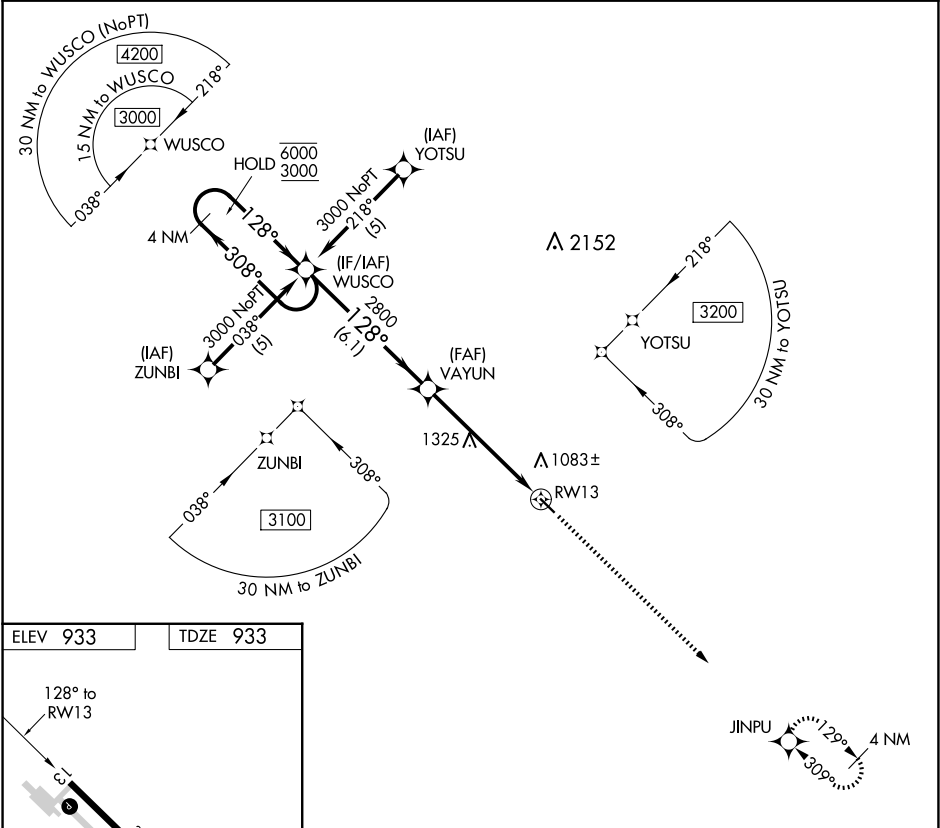 30 NM to WUSCO (NoPT)
4200
15 NM to WUSCO
218°
3000
WUSCO
038°
HOLD 6000
3000
(IAF)
YOTSU
3000 NoPT
218°
(5)
4 NM
128°
308°
(IF/IAF)
WUSCO
2152
3000 NoPT
038°
(5)
(IAF)
ZUNBI
2800
128°
(6.1)
(FAF)
VAYUN
218°
3200
YOTSU
308°
30 NM to YOTSU
1325
1083±
RW13
ZUNBI
038°
308°
3100
30 NM to ZUNBI
ELEV 933
TDZE 933
128° to
RW13
13
P
JINPU
129°
309°
4 NM